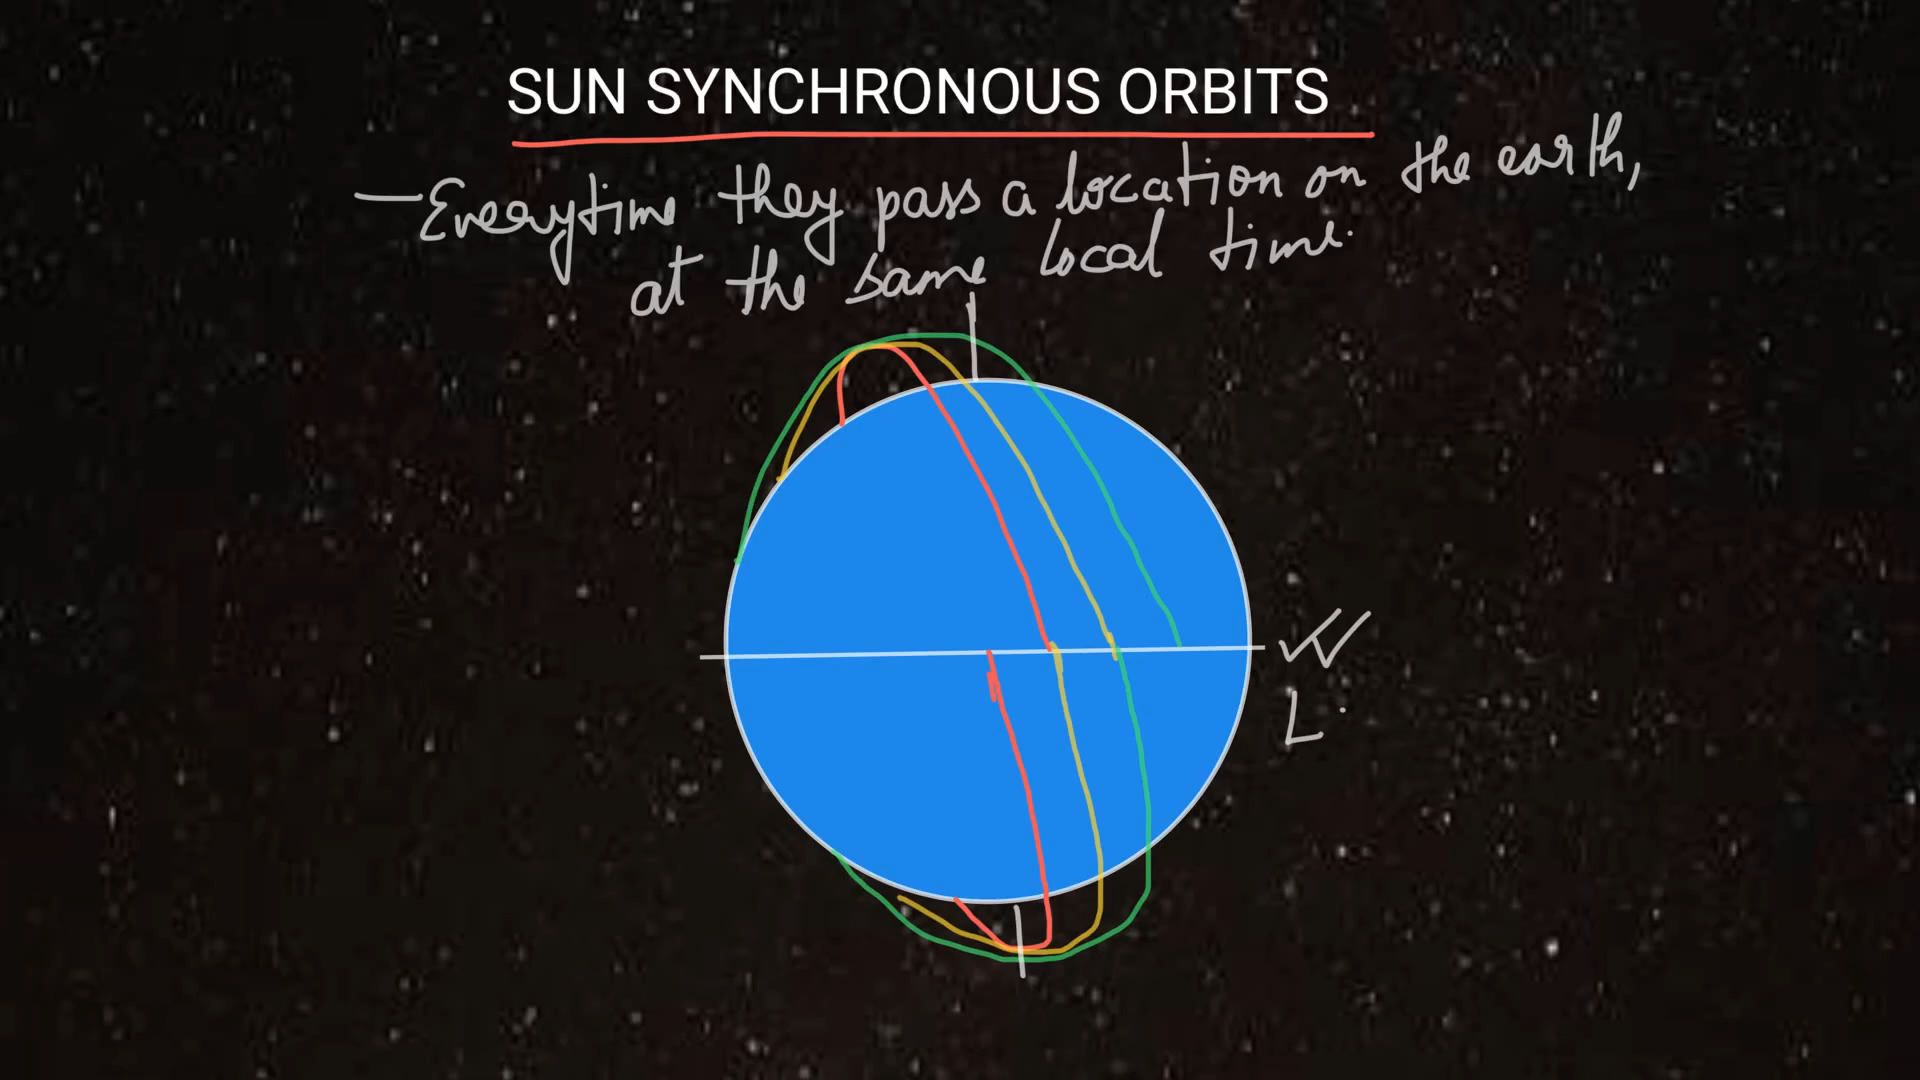 SUN SYNCHRONOUS ORBITS
— Everytime they pass a location on the earth,
at the same local time.
L.